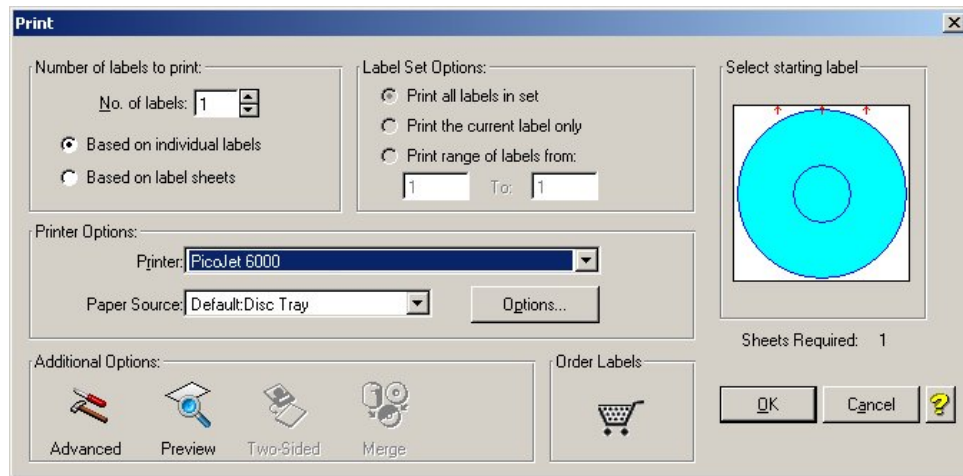 Print
Number of labels to print:
No. of labels: 1
Based on individual labels
Based on label sheets
Label Set Options:
Print all labels in set
Print the current label only
Print range of labels from:
1 To: 1
Select starting label
Sheets Required: 1
Printer Options:
Printer: PicoJet 6000
Paper Source: Default:Disc Tray
Options...
Additional Options:
Advanced
Preview
Two-Sided
Merge
Order Labels
OK
Cancel
?